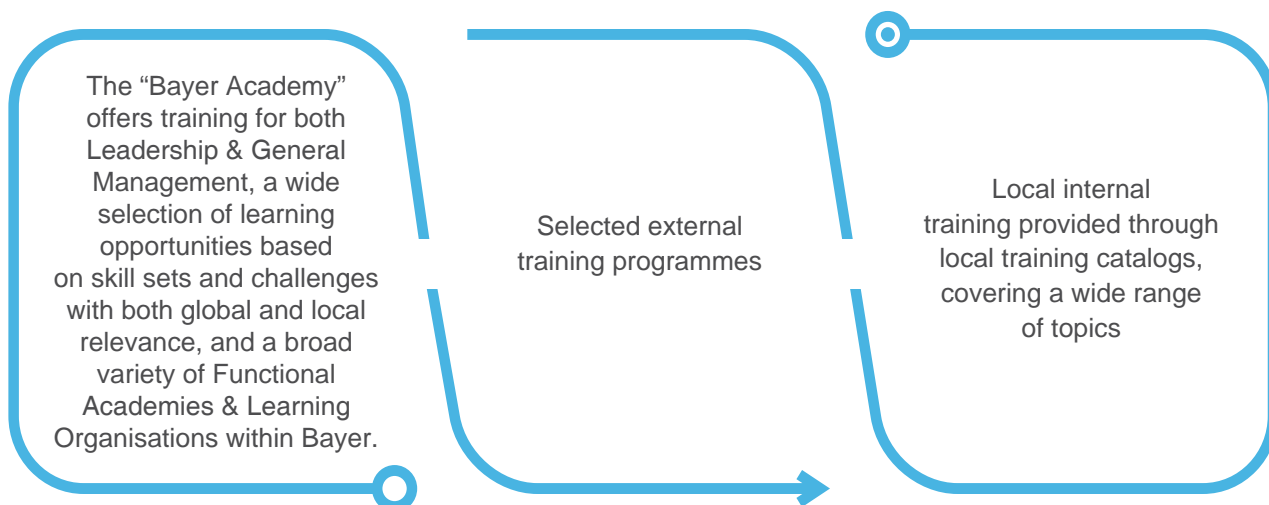 The “Bayer Academy”
offers training for both
Leadership & General
Management, a wide
selection of learning
opportunities based
on skill sets and challenges
with both global and local
relevance, and a broad
variety of Functional
Academies & Learning
Organisations within Bayer.
Selected external
training programmes
Local internal
training provided through
local training catalogs,
covering a wide range
of topics